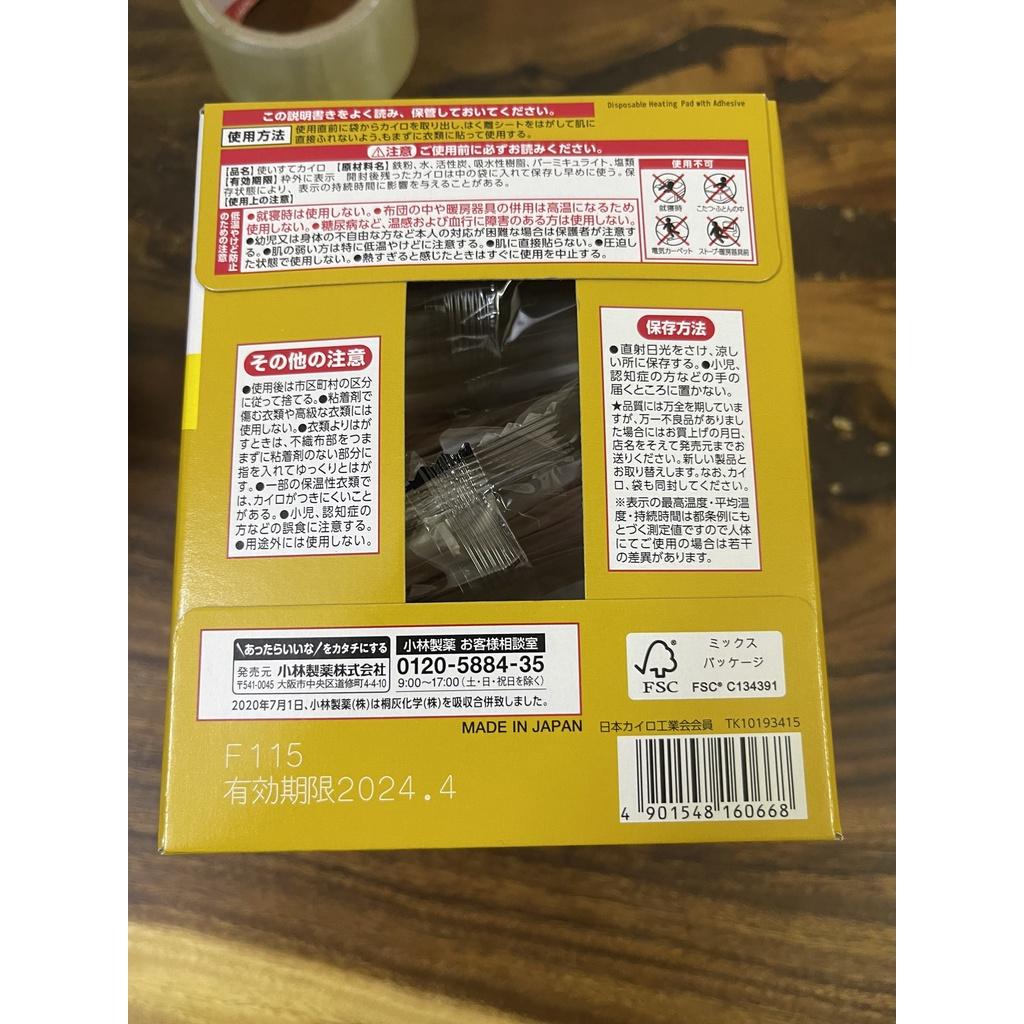 Disposable Heating Pad with Adhesive
この説明書きをよく読み、保管しておいてください。
使用方法
使用直前に袋からカイロを取り出し、はく離シートをはがして肌に
直接ふれないよう、もまずに衣類に貼って使用する。
注意 ご使用前に必ずお読みください。
【品名】使いすてカイロ 【原材料名】鉄粉、水、活性炭、吸水性樹脂、バーミキュライト、塩類
【有効期限】枠外に表示 開封後残ったカイロは中の袋に入れて保存し早めに使う。保
存状態により、表示の持続時間に影響を与えることがある。
【使用上の注意】
低温やけど防止
のための注意
●就寝時は使用しない。●布団の中や暖房器具の併用は高温になるため
使用しない。●糖尿病など、温感および血行に障害のある方は使用しない。
●幼児又は身体の不自由な方など本人の対応が困難な場合は保護者が注意す
る。●肌の弱い方は特に低温やけどに注意する。●肌に直接貼らない。●圧迫し
た状態で使用しない。●熱すぎると感じたときはすぐに使用を中止する。
使用不可
就寝時
こたつ・ふとんの中
電気カーペット
ストーブ・暖房器具前
その他の注意
●使用後は市区町村の区分
に従って捨てる。●粘着剤で
傷む衣類や高級な衣類には
使用しない。●衣類よりはが
すときは、不織布部をつま
まずに粘着剤のない部分に
指を入れてゆっくりとはが
す。●一部の保温性衣類で
は、カイロがつきにくいこと
がある。●小児、認知症の
方などの誤食に注意する。
●用途外には使用しない。
保存方法
●直射日光をさけ、涼し
い所に保存する。●小児、
認知症の方などの手の
届くところに置かない。
★品質には万全を期していま
すが、万一不良品がありまし
た場合にはお買上げの月日、
店名をそえて発売元までお
送りください。新しい製品と
お取り替えします。なお、カイ
ロ、袋も同封してください。
※表示の最高温度・平均温
度・持続時間は都条例にも
とづく測定値ですので人体
にてご使用の場合は若干
の差異があります。
\あったらいいな/をカタチにする
発売元 小林製薬株式会社
〒541-0045 大阪市中央区道修町4-4-10
小林製薬 お客様相談室
0120-5884-35
9:00～17:00(土・日・祝日を除く)
2020年7月1日、小林製薬(株)は桐灰化学(株)を吸収合併致しました。
FSC
ミックス
パッケージ
FSC® C134391
MADE IN JAPAN
日本カイロ工業会会員 TK10193415
F115
有効期限2024.4
4 901548 160668